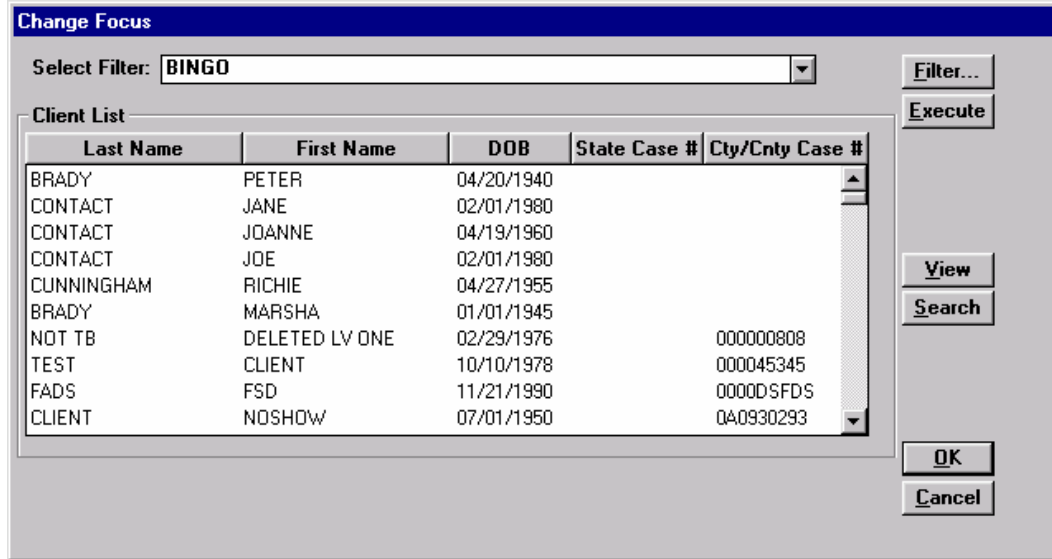 Change Focus
Select Filter: BINGO
Filter...
Execute
Client List
Last Name First Name DOB State Case # Cty/Cnty Case #
BRADY PETER 04/20/1940
CONTACT JANE 02/01/1980
CONTACT JOANNE 04/19/1960
CONTACT JOE 02/01/1980
CUNNINGHAM RICHIE 04/27/1955
BRADY MARSHA 01/01/1945
NOT TB DELETED LV ONE 02/29/1976 000000808
TEST CLIENT 10/10/1978 000045345
FADS FSD 11/21/1990 0000DSFDS
CLIENT NOSHOW 07/01/1950 0A0930293
View
Search
OK
Cancel